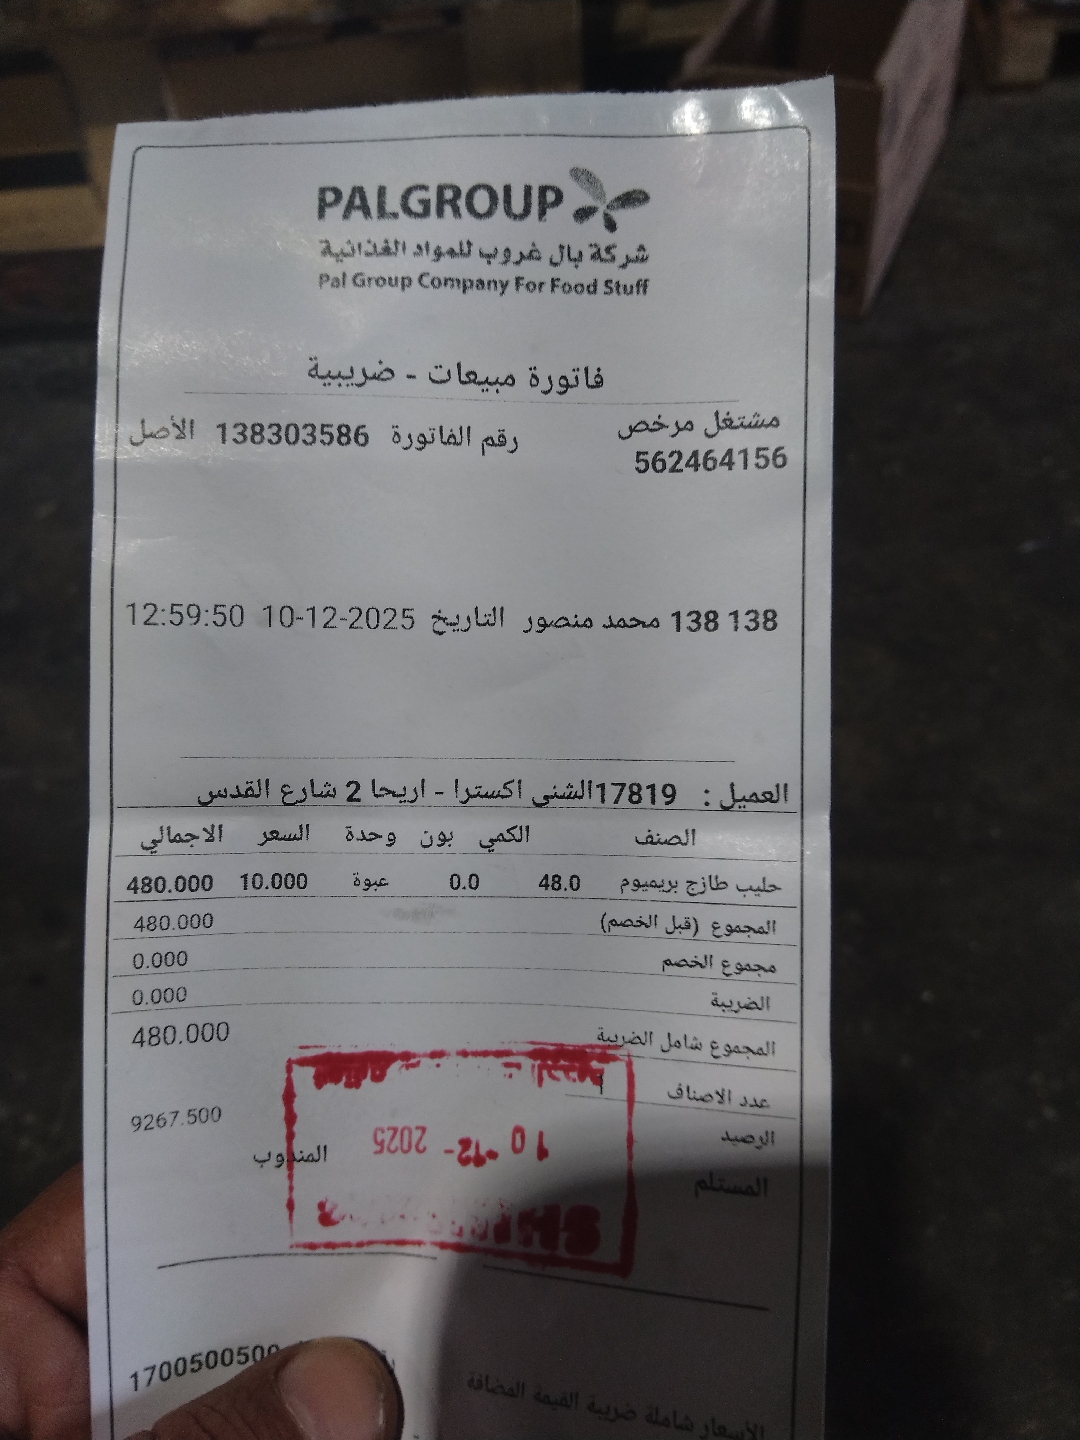 PALGROUP
شركة بال غروب للمواد الغذائية
Pal Group Company For Food Stuff
فاتورة مبيعات - ضريبية
مشتغل مرخص
562464156
رقم الفاتورة 138303586 الأصل
138 138 محمد منصور التاريخ 10-12-2025 12:59:50
العميل : 17819الشني اكسترا - اريحا 2 شارع القدس
الصنف الكمي بون وحدة السعر الاجمالي
حليب طازج بريميوم 48.0 0.0 عبوة 10.000 480.000
المجموع (قبل الخصم) 480.000
مجموع الخصم 0.000
الضريبة 0.000
المجموع شامل الضريبة 480.000
عدد الاصناف 1
الرصيد 9267.500
المستلم المندوب
10 -12- 2025
1700500500
الأسعار شاملة ضريبة القيمة المضافة